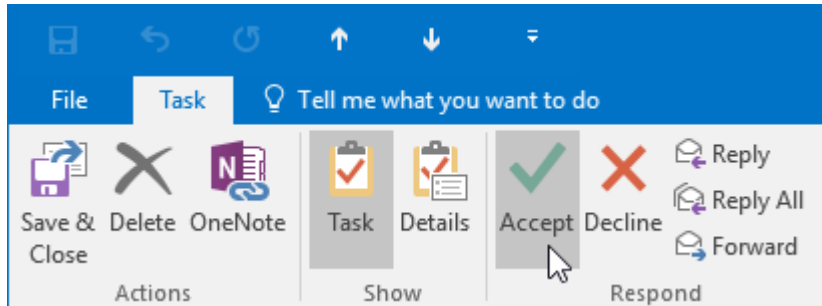 File Task Tell me what you want to do
Save & Close
Delete
OneNote
Task
Details
Accept
Decline
Reply
Reply All
Forward
Actions
Show
Respond